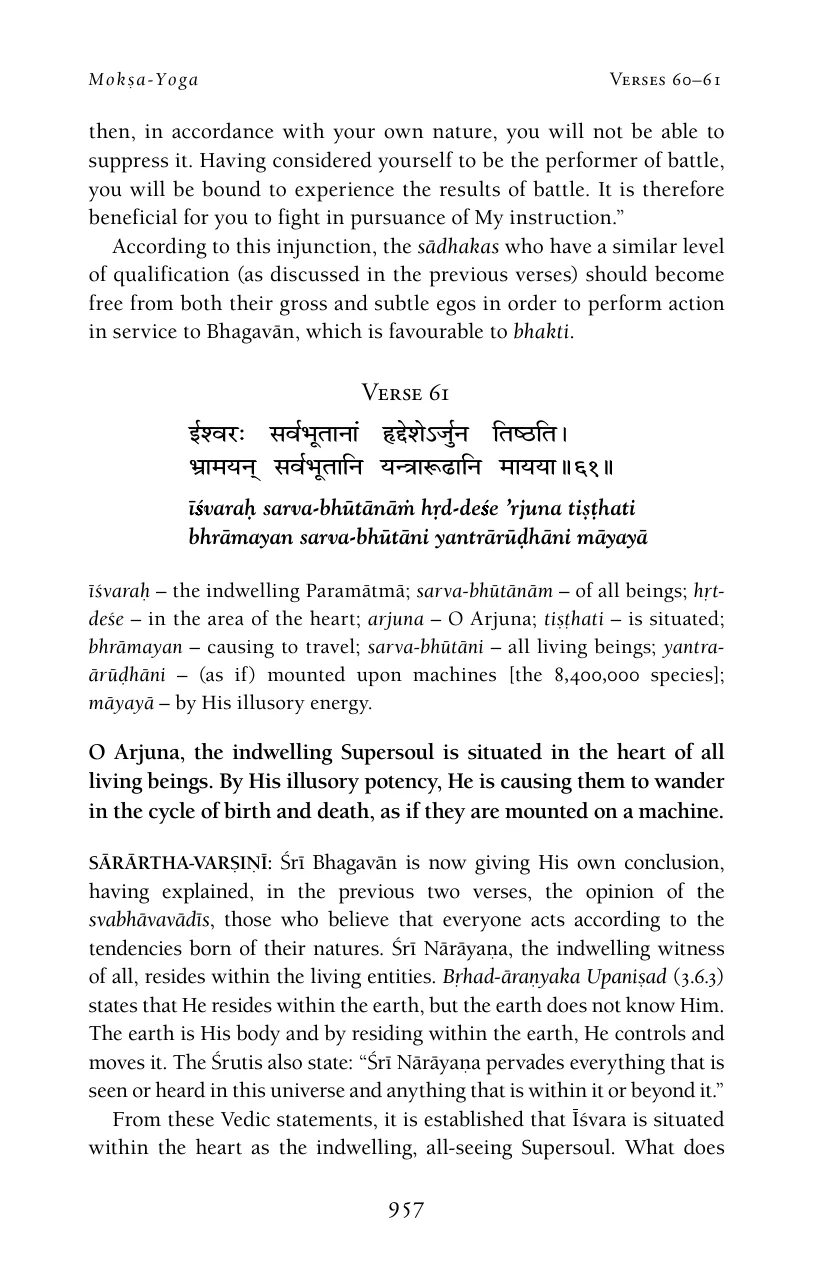 Mokṣa-Yoga
Verses 60–61
then, in accordance with your own nature, you will not be able to
suppress it. Having considered yourself to be the performer of battle,
you will be bound to experience the results of battle. It is therefore
beneficial for you to fight in pursuance of My instruction.”
According to this injunction, the sādhakas who have a similar level
of qualification (as discussed in the previous verses) should become
free from both their gross and subtle egos in order to perform action
in service to Bhagavān, which is favourable to bhakti.
Verse 61
ईश्वरः सर्वभूतानां हृद्देशेऽर्जुन तिष्ठति।
भ्रामयन् सर्वभूतानि यन्त्रारूढानि मायया॥६१॥
īśvaraḥ sarva-bhūtānāṁ hṛd-deśe ’rjuna tiṣṭhati
bhrāmayan sarva-bhūtāni yantrārūḍhāni māyayā
īśvaraḥ – the indwelling Paramātmā; sarva-bhūtānām – of all beings; hṛt-
deśe – in the area of the heart; arjuna – O Arjuna; tiṣṭhati – is situated;
bhrāmayan – causing to travel; sarva-bhūtāni – all living beings; yantra-
ārūḍhāni – (as if) mounted upon machines [the 8,400,000 species];
māyayā – by His illusory energy.
O Arjuna, the indwelling Supersoul is situated in the heart of all
living beings. By His illusory potency, He is causing them to wander
in the cycle of birth and death, as if they are mounted on a machine.
SĀRĀRTHA-VARṢIṆĪ: Śrī Bhagavān is now giving His own conclusion,
having explained, in the previous two verses, the opinion of the
svabhāvavādīs, those who believe that everyone acts according to the
tendencies born of their natures. Śrī Nārāyaṇa, the indwelling witness
of all, resides within the living entities. Bṛhad-āraṇyaka Upaniṣad (3.6.3)
states that He resides within the earth, but the earth does not know Him.
The earth is His body and by residing within the earth, He controls and
moves it. The Śrutis also state: “Śrī Nārāyaṇa pervades everything that is
seen or heard in this universe and anything that is within it or beyond it.”
From these Vedic statements, it is established that Īśvara is situated
within the heart as the indwelling, all-seeing Supersoul. What does
957